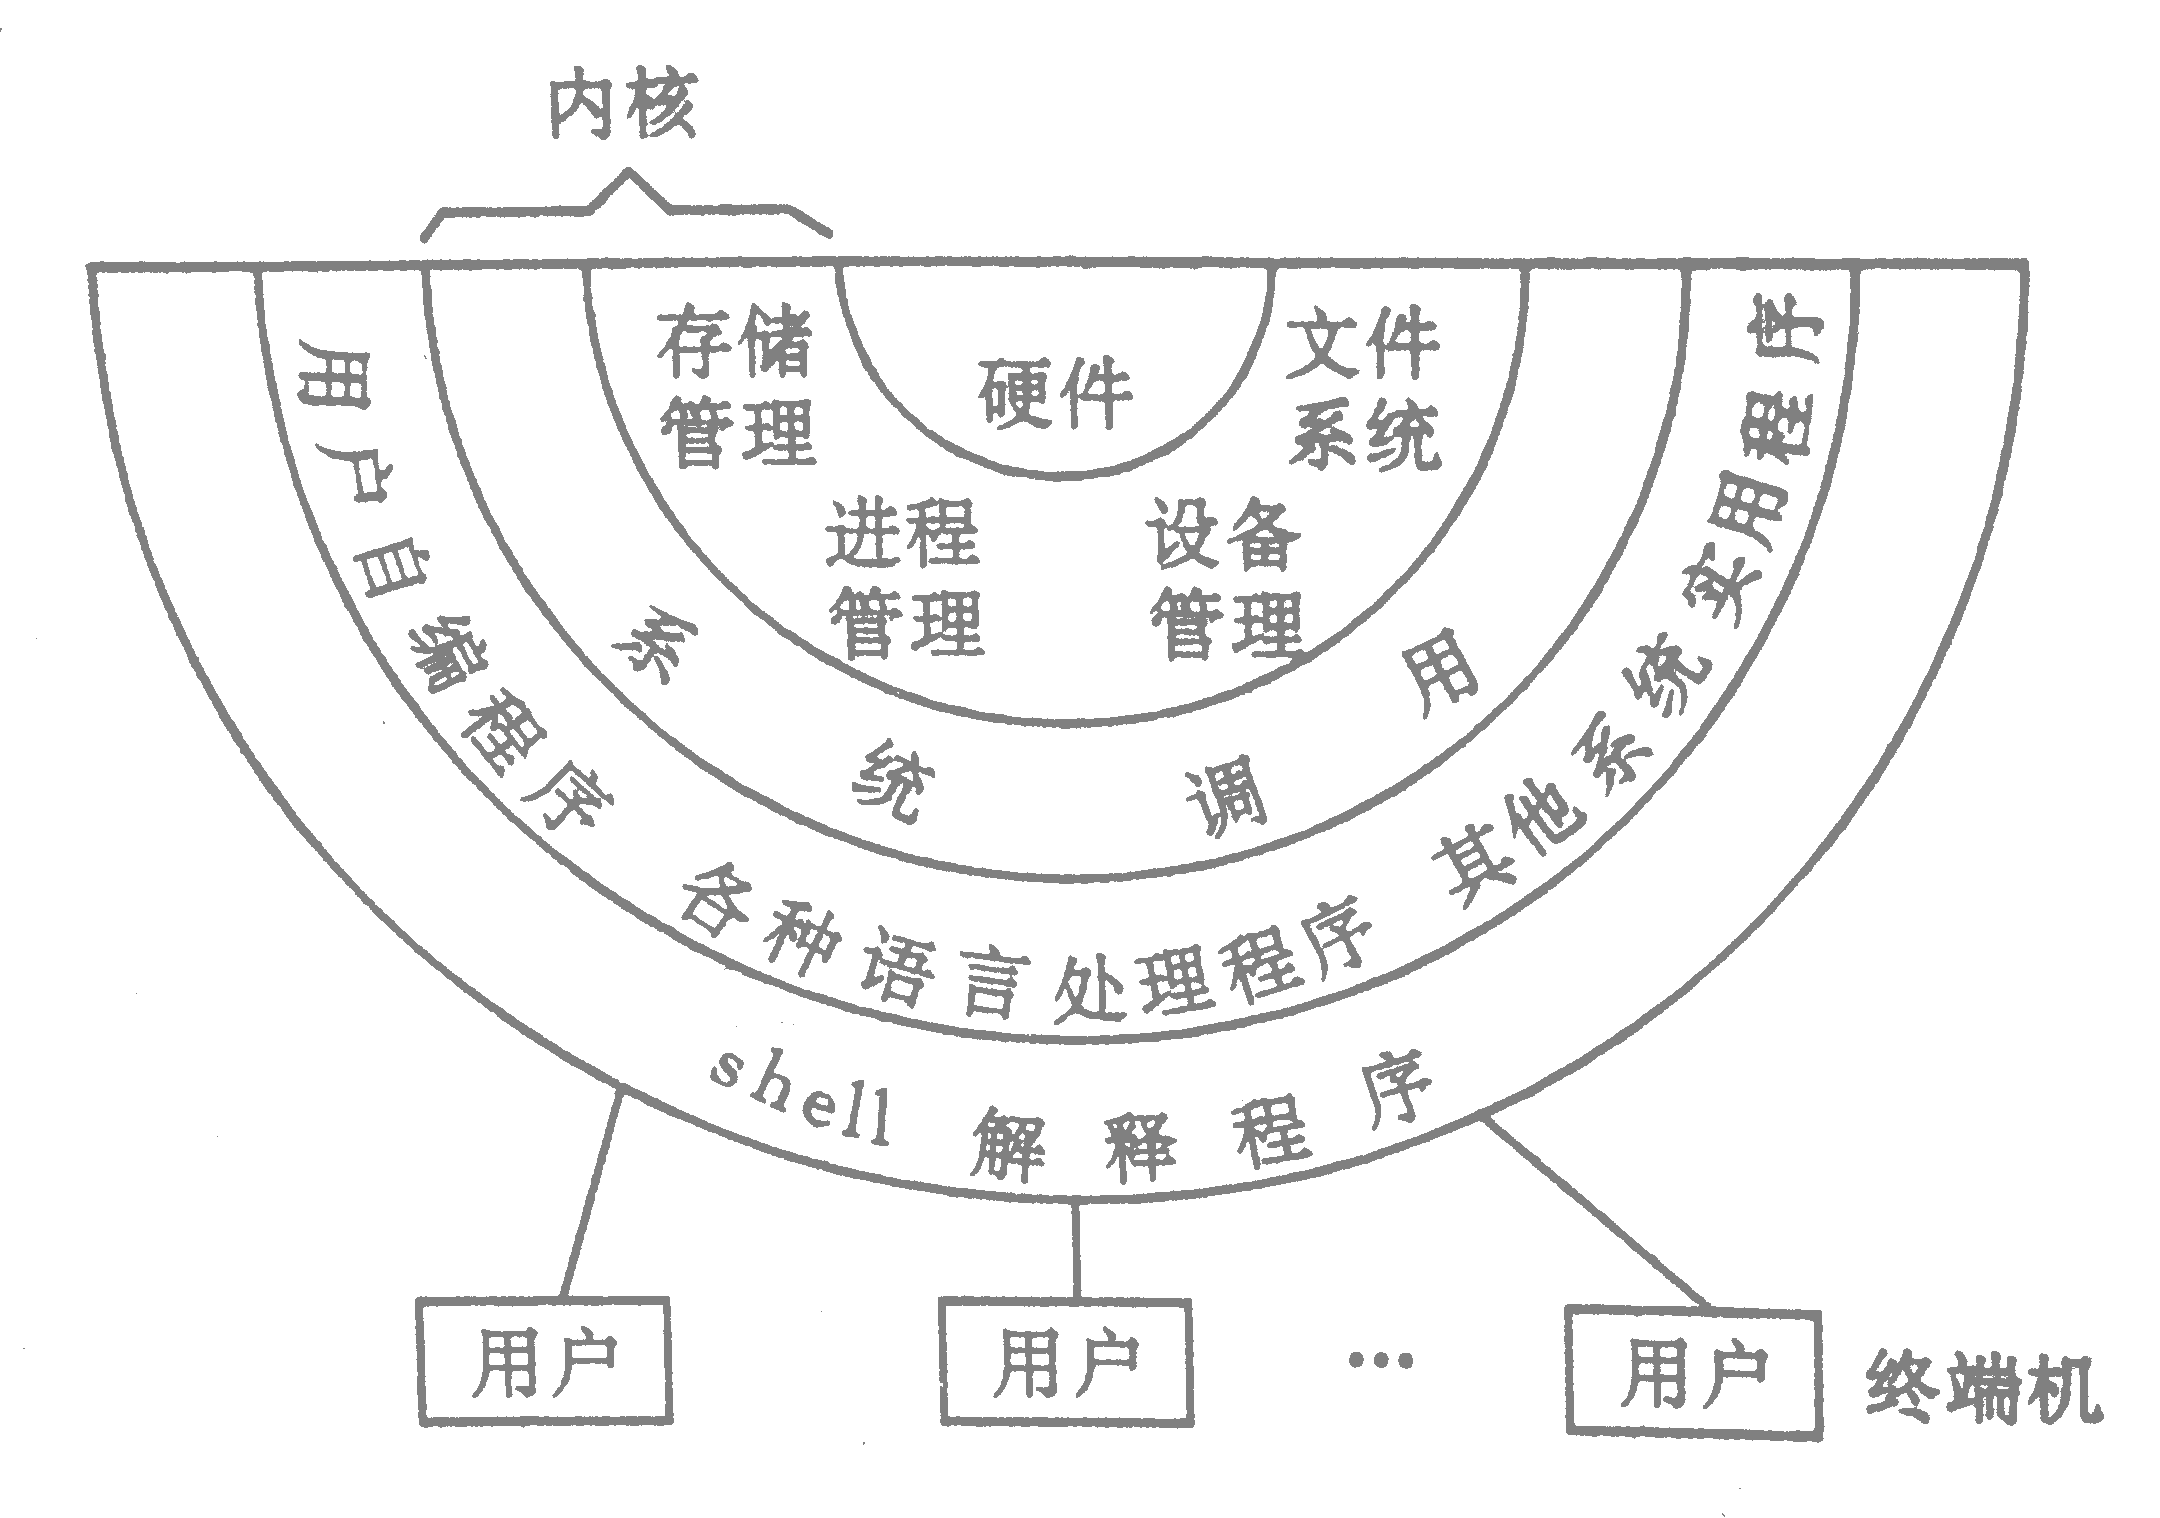 内核
存储
管理
硬件
文件
系统
进程
管理
设备
管理
系统调用
用户自编程序 各种语言处理程序 其他系统实用程序
shell 解释程序
用户
用户
...
用户
终端机